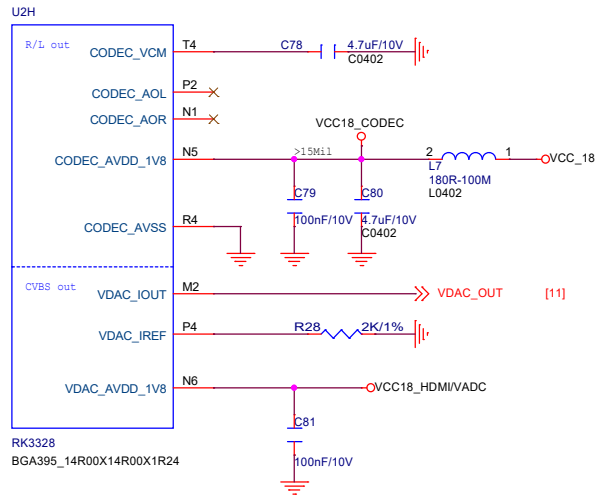 U2H
R/L out
CODEC_VCM
T4
C78
4.7uF/10V
C0402
CODEC_AOL
P2
CODEC_AOR
N1
VCC18_CODEC
>15Mil
CODEC_AVDD_1V8
N5
2
1
VCC_18
L7
180R-100M
L0402
C79
100nF/10V
C80
4.7uF/10V
C0402
CODEC_AVSS
R4
CVBS out
VDAC_IOUT
M2
VDAC_OUT
[11]
VDAC_IREF
P4
R28
2K/1%
VDAC_AVDD_1V8
N6
VCC18_HDMI/VADC
C81
100nF/10V
RK3328
BGA395_14R00X14R00X1R24